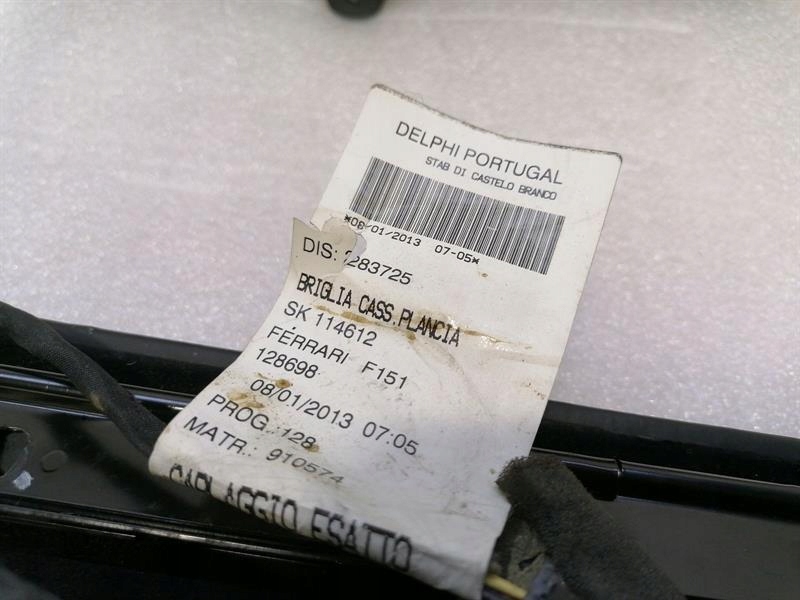 DELPHI PORTUGAL
STAB DI CASTELO BRANCO
*08/01/2013 07-05*
DIS: 283725
BRIGLIA CASS.PLANCIA
SK 114612
FERRARI F151
128698
08/01/2013 07:05
PROG.: 128
MATR.: 910574
ESATTO